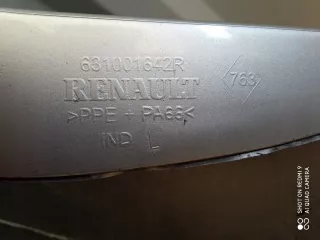 631001642R
RENAULT
763
>PPE + PA66<
IND L
SHOT ON REDMI 9
AI QUAD CAMERA